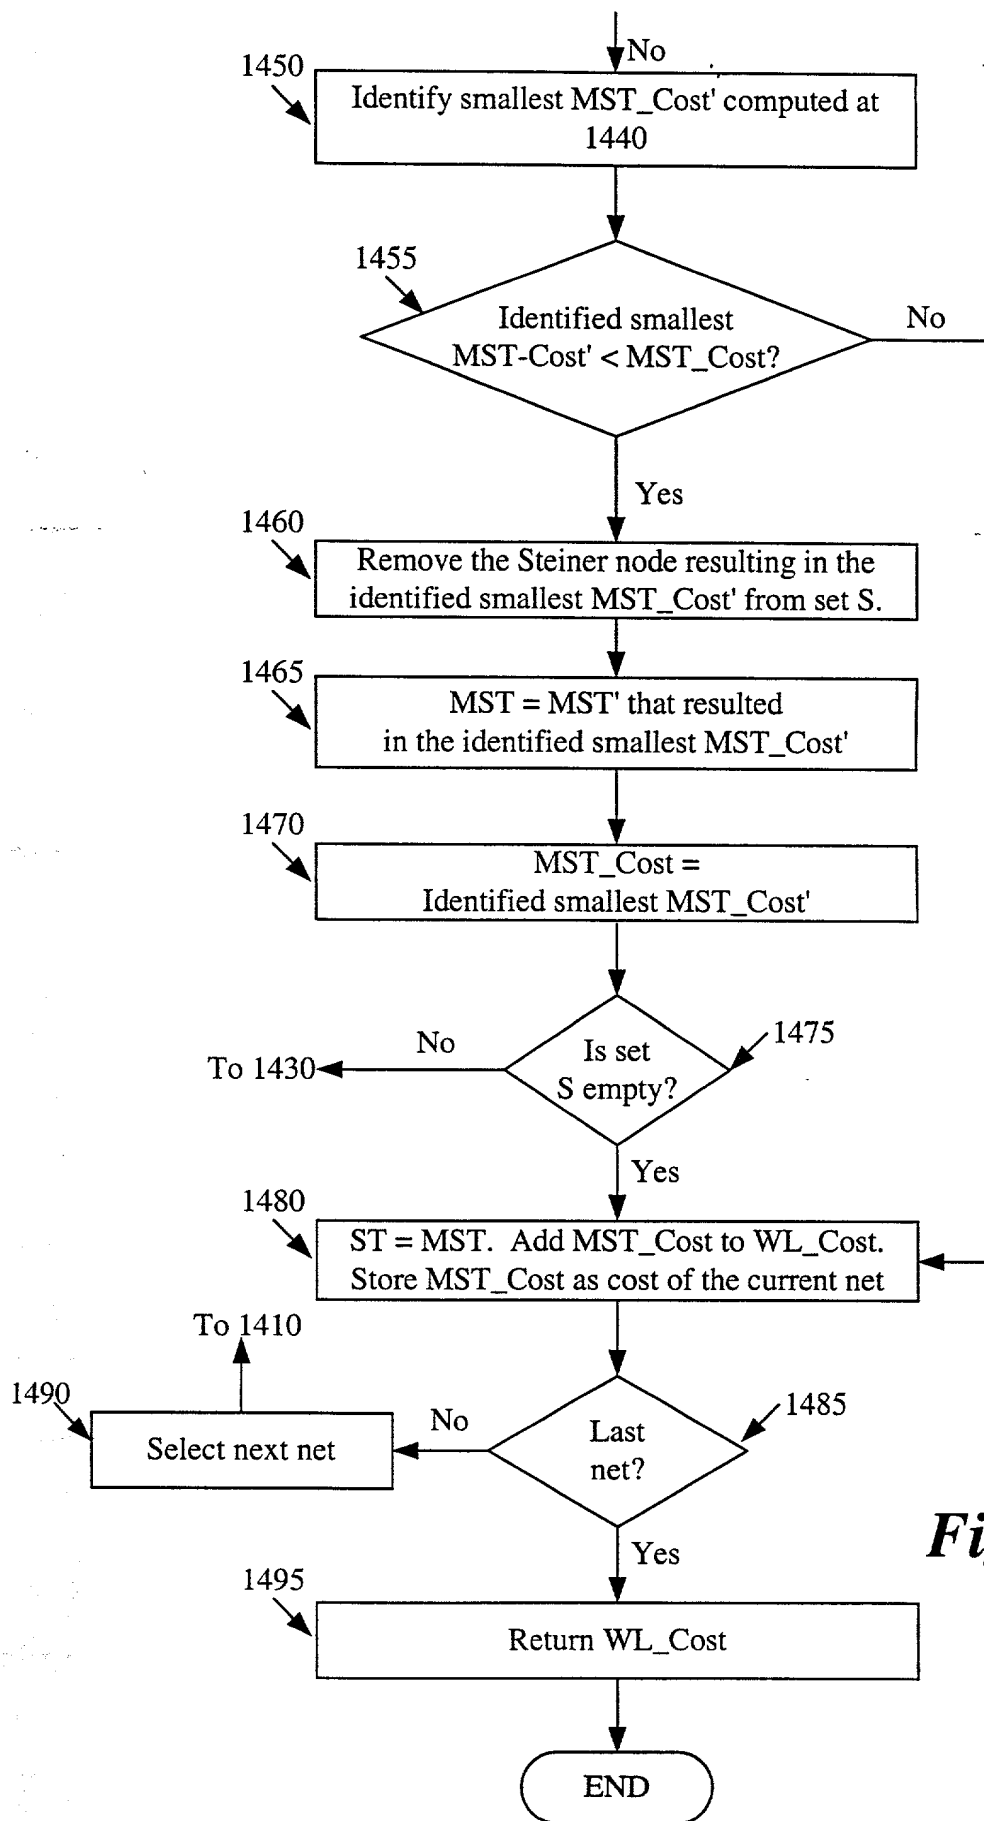 No
1450
Identify smallest MST_Cost' computed at
1440
1455
Identified smallest
MST-Cost' < MST_Cost?
No
Yes
1460
Remove the Steiner node resulting in the
identified smallest MST_Cost' from set S.
1465
MST = MST' that resulted
in the identified smallest MST_Cost'
1470
MST_Cost =
Identified smallest MST_Cost'
1475
Is set
S empty?
No
To 1430
Yes
1480
ST = MST. Add MST_Cost to WL_Cost.
Store MST_Cost as cost of the current net
To 1410
1490
Select next net
No
1485
Last
net?
Yes
1495
Return WL_Cost
END